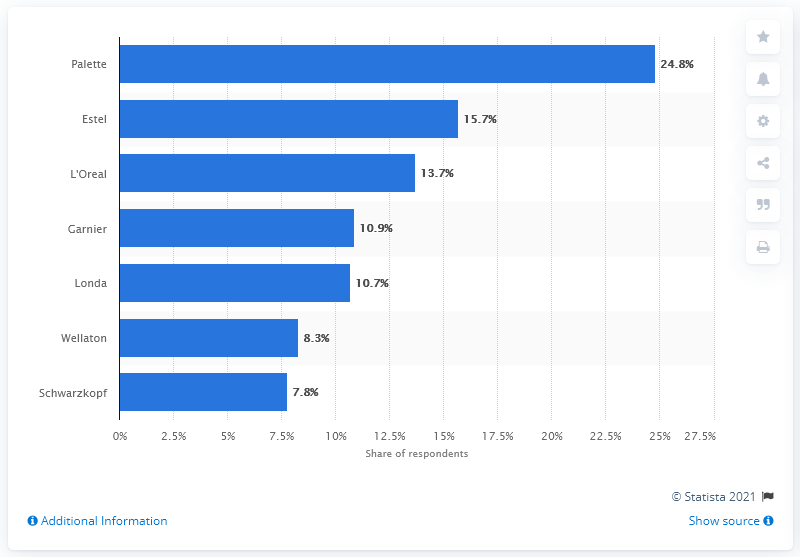 Palette 24.8%
Estel 15.7%
L'Oreal 13.7%
Garnier 10.9%
Londa 10.7%
Wellaton 8.3%
Schwarzkopf 7.8%
0% 2.5% 5% 7.5% 10% 12.5% 15% 17.5% 20% 22.5% 25% 27.5%
Share of respondents
© Statista 2021
Additional Information Show source